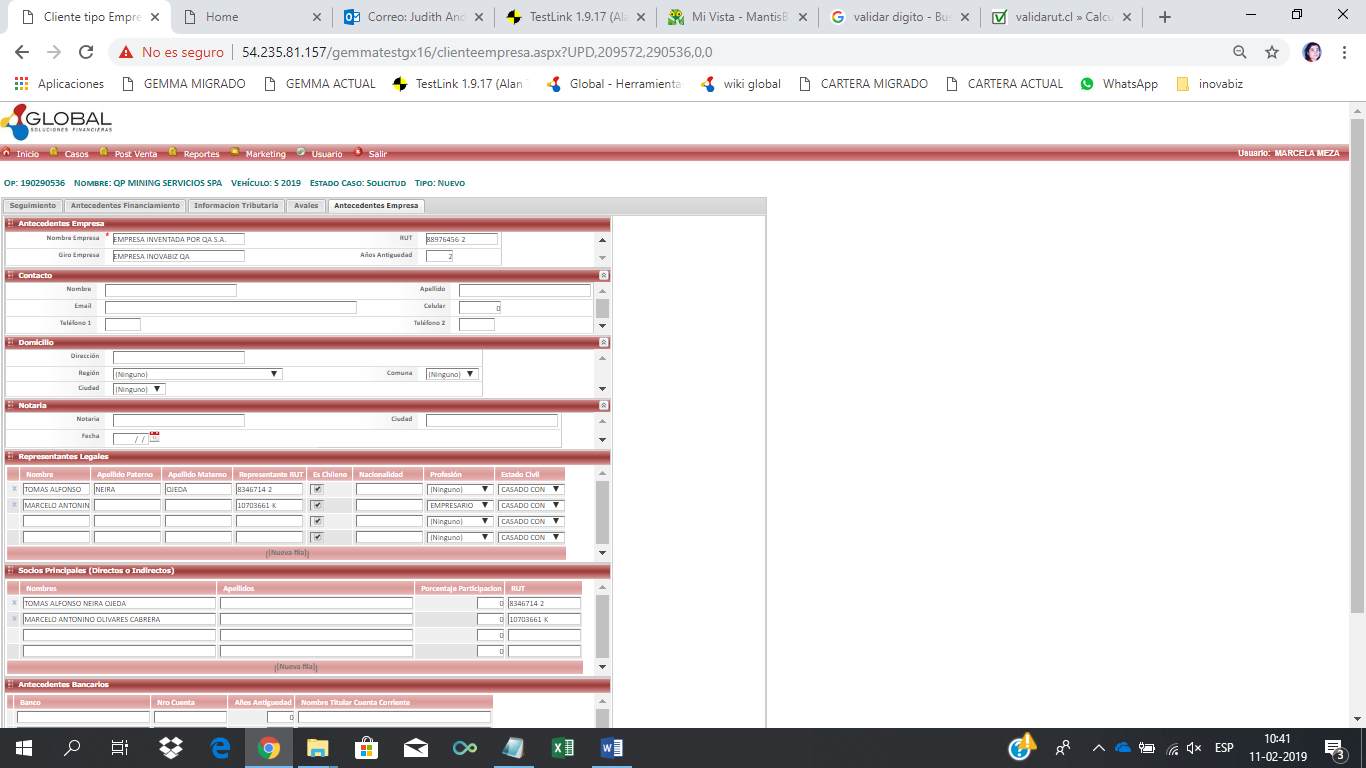 Cliente tipo Empre
Home
Correo: Judith And
TestLink 1.9.17 (Ala
Mi Vista - MantisB
validar digito - Bus
validarut.cl » Calcu
No es seguro | 54.235.81.157/gemmatestgx16/clienteempresa.aspx?UPD,209572,290536,0,0
Aplicaciones GEMMA MIGRADO GEMMA ACTUAL TestLink 1.9.17 (Alan Global - Herramienta wiki global CARTERA MIGRADO CARTERA ACTUAL WhatsApp inovabiz
GLOBAL
SOLUCIONES FINANCIERAS
Inicio Casos Post Venta Reportes Marketing Usuario Salir Usuario: MARCELA MEZA
Op: 190290536 Nombre: QP MINING SERVICIOS SPA Vehículo: S 2019 Estado Caso: Solicitud Tipo: Nuevo
Seguimiento Antecedentes Financiamiento Informacion Tributaria Avales Antecedentes Empresa
Antecedentes Empresa
Nombre Empresa * EMPRESA INVENTADA POR QA S.A. RUT 88976456 2
Giro Empresa EMPRESA INOVABIZ QA Años Antiguedad 2
Contacto
Nombre Apellido
Email Celular 0
Teléfono 1 Teléfono 2
Domicilio
Dirección
Región (Ninguno) Comuna (Ninguno)
Ciudad (Ninguno)
Notaria
Notaria Ciudad
Fecha / /
Representantes Legales
Nombre Apellido Paterno Apellido Materno Representante RUT Es Chileno Nacionalidad Profesión Estado Civil
x TOMAS ALFONSO NEIRA OJEDA 8346714 2 (Ninguno) CASADO CON
x MARCELO ANTONIN 10703661 K EMPRESARIO CASADO CON
(Ninguno) CASADO CON
(Ninguno) CASADO CON
(Nueva fila)
Socios Principales (Directos o Indirectos)
Nombres Apellidos Porcentaje Participacion RUT
x TOMAS ALFONSO NEIRA OJEDA 0 8346714 2
x MARCELO ANTONINO OLIVARES CABRERA 0 10703661 K
0
0
(Nueva fila)
Antecedentes Bancarios
Banco Nro Cuenta Años Antiguedad Nombre Titular Cuenta Corriente
0
ESP
10:41
11-02-2019
3